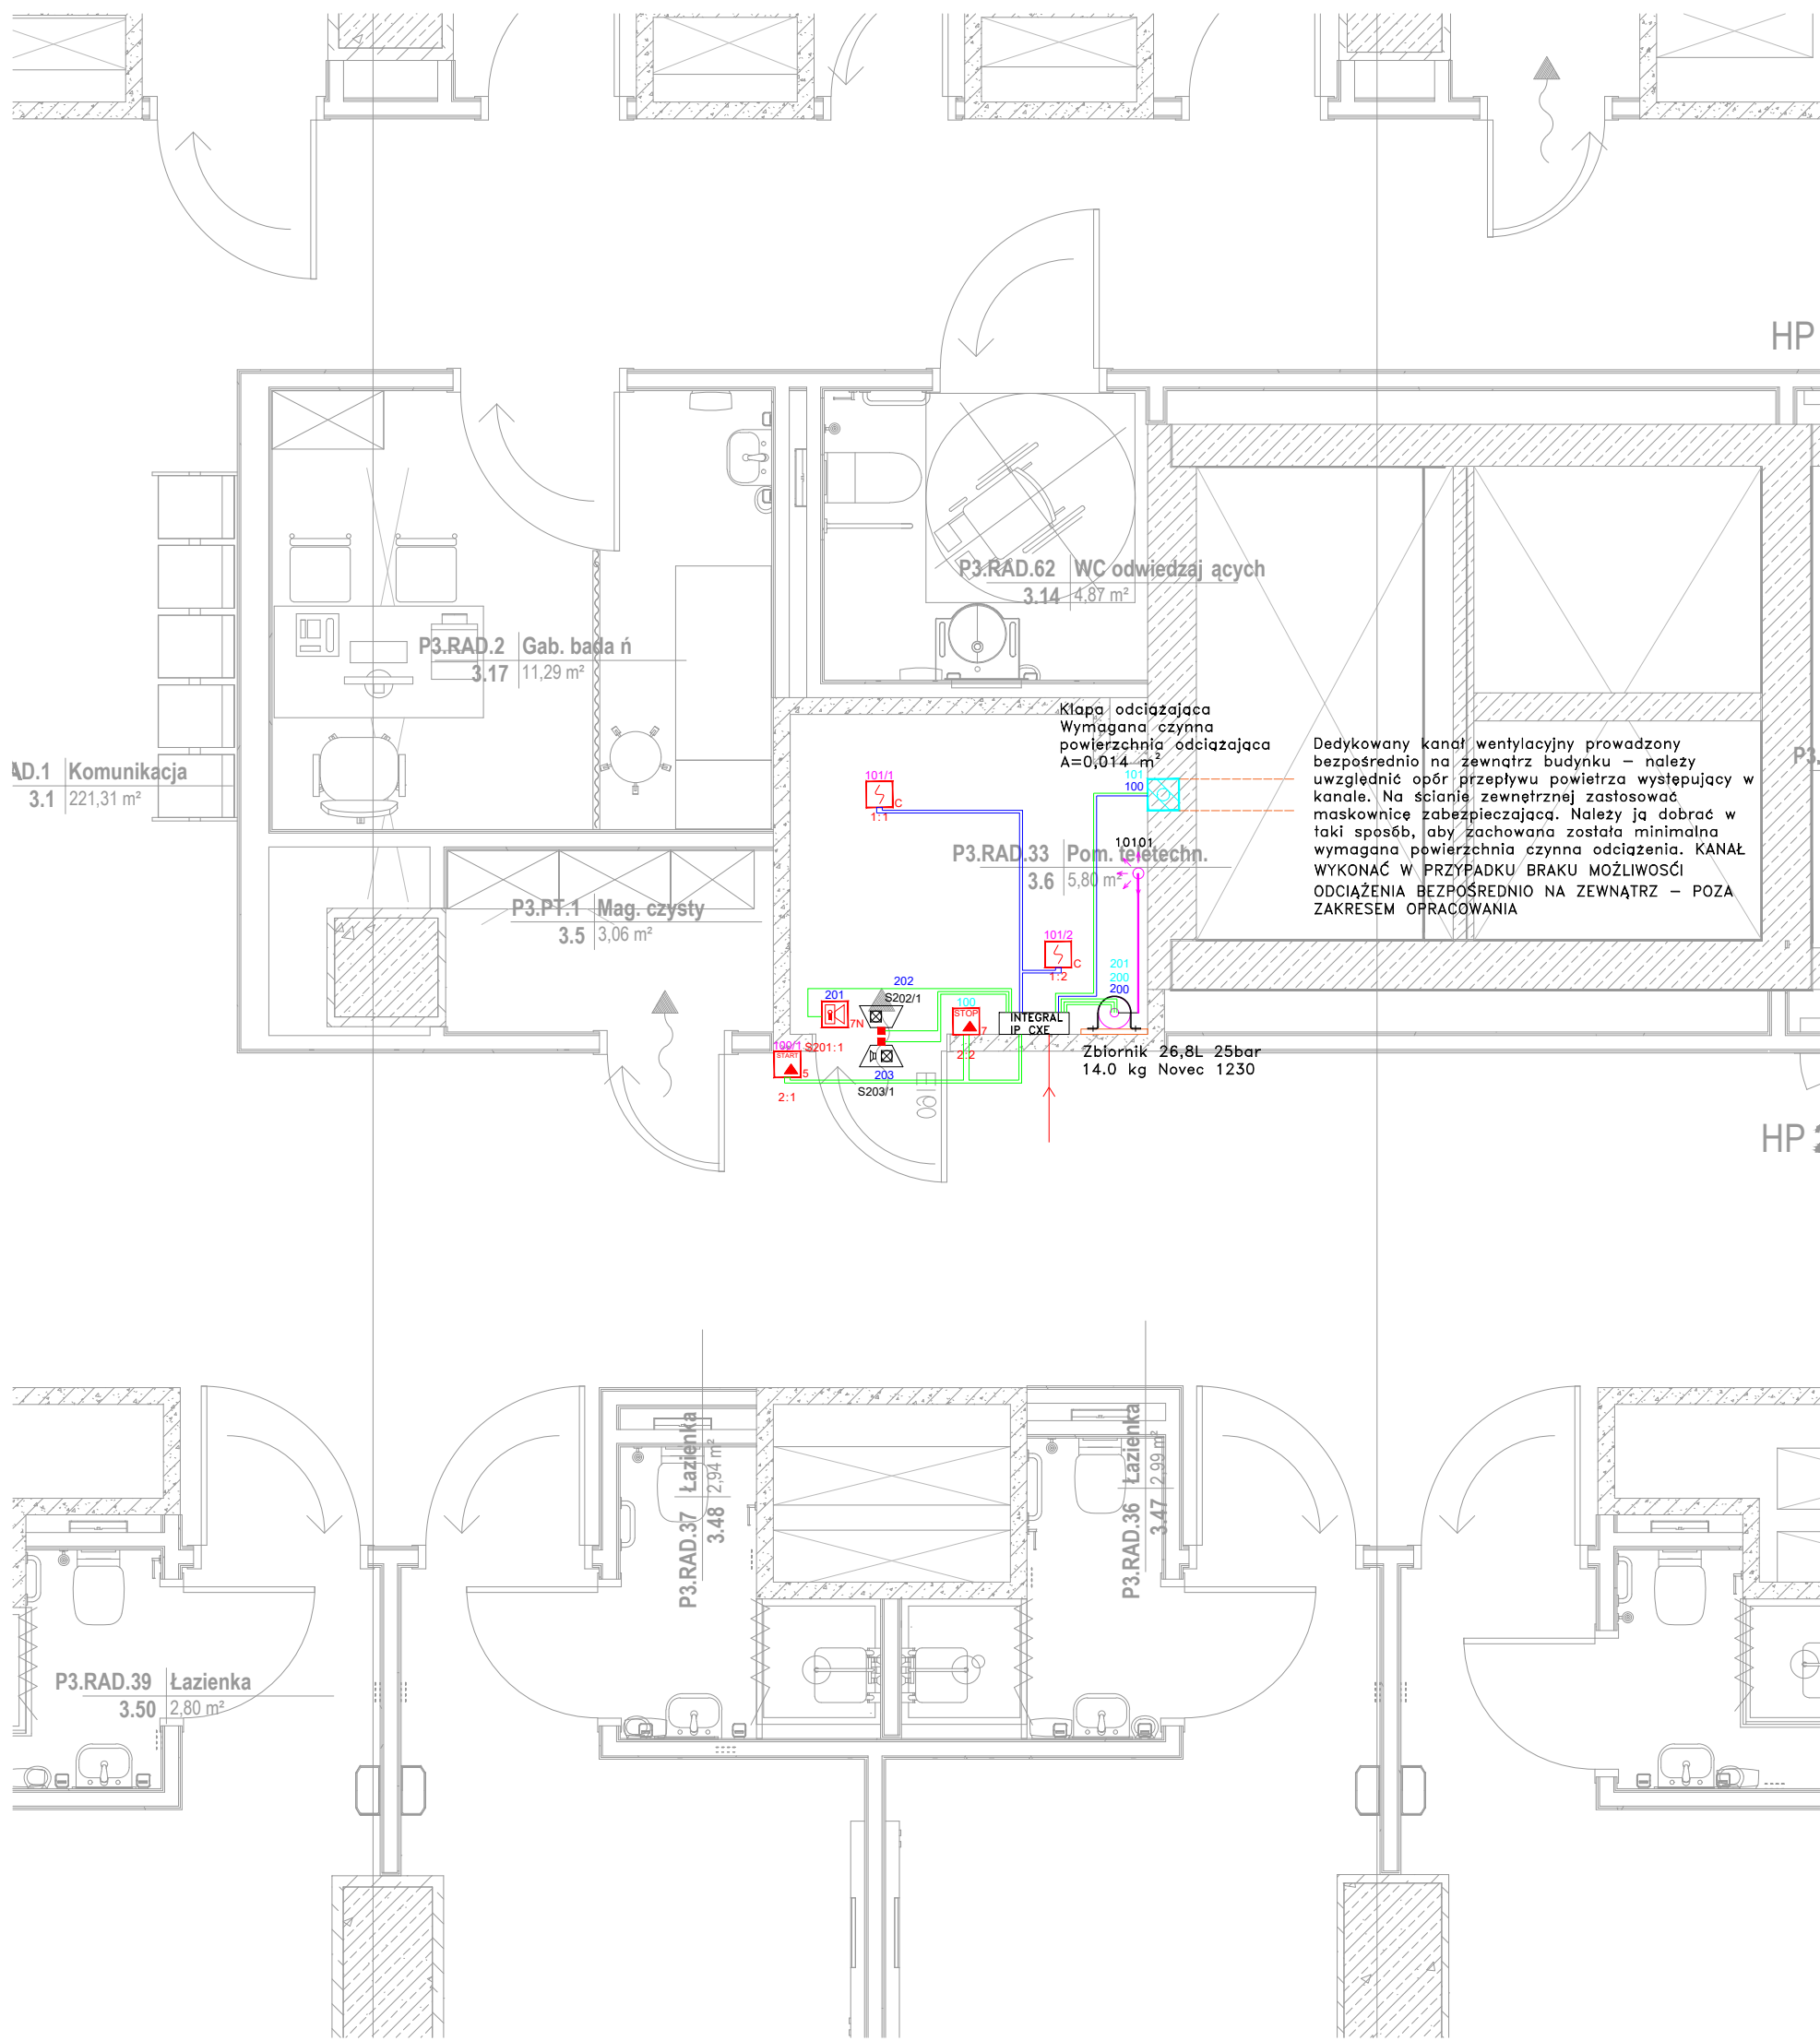 HP
P3.RAD.62 WC odwiedzaj ących
3.14 4,87 m²
P3.RAD.2 Gab. bada ń
3.17 11,29 m²
AD.1 Komunikacja
3.1 221,31 m²
Klapa odciążająca
Wymagana czynna
powierzchnia odciążająca
A=0,014 m²
101
100
Dedykowany kanał wentylacyjny prowadzony
bezpośrednio na zewnątrz budynku – należy
uwzględnić opór przepływu powietrza występujący w
kanale. Na ścianie zewnętrznej zastosować
maskownicę zabezpieczającą. Należy ją dobrać w
taki sposób, aby zachowana została minimalna
wymagana powierzchnia czynna odciążenia. KANAŁ
WYKONAĆ W PRZYPADKU BRAKU MOŻLIWOŚCI
ODCIĄŻENIA BEZPOŚREDNIO NA ZEWNĄTRZ – POZA
ZAKRESEM OPRACOWANIA
P3.
101/1
C
1:1
10101
P3.RAD.33 Pom. teletechn.
3.6 5,80 m²
P3.PT.1 Mag. czysty
3.5 3,06 m²
101/2
C
1:2
201
200
200
202
201
7N
S202/1
100
STOP
7
2:2
INTEGRAL
IP CXE
100/1
S201:1
START
5
2:1
203
S203/1
EI60
Zbiornik 26,8L 25bar
14.0 kg Novec 1230
HP 2
P3.RAD.37 Łazienka
3.48 2,94 m²
P3.RAD.36 Łazienka
3.47 2,99 m²
P3.RAD.39 Łazienka
3.50 2,80 m²